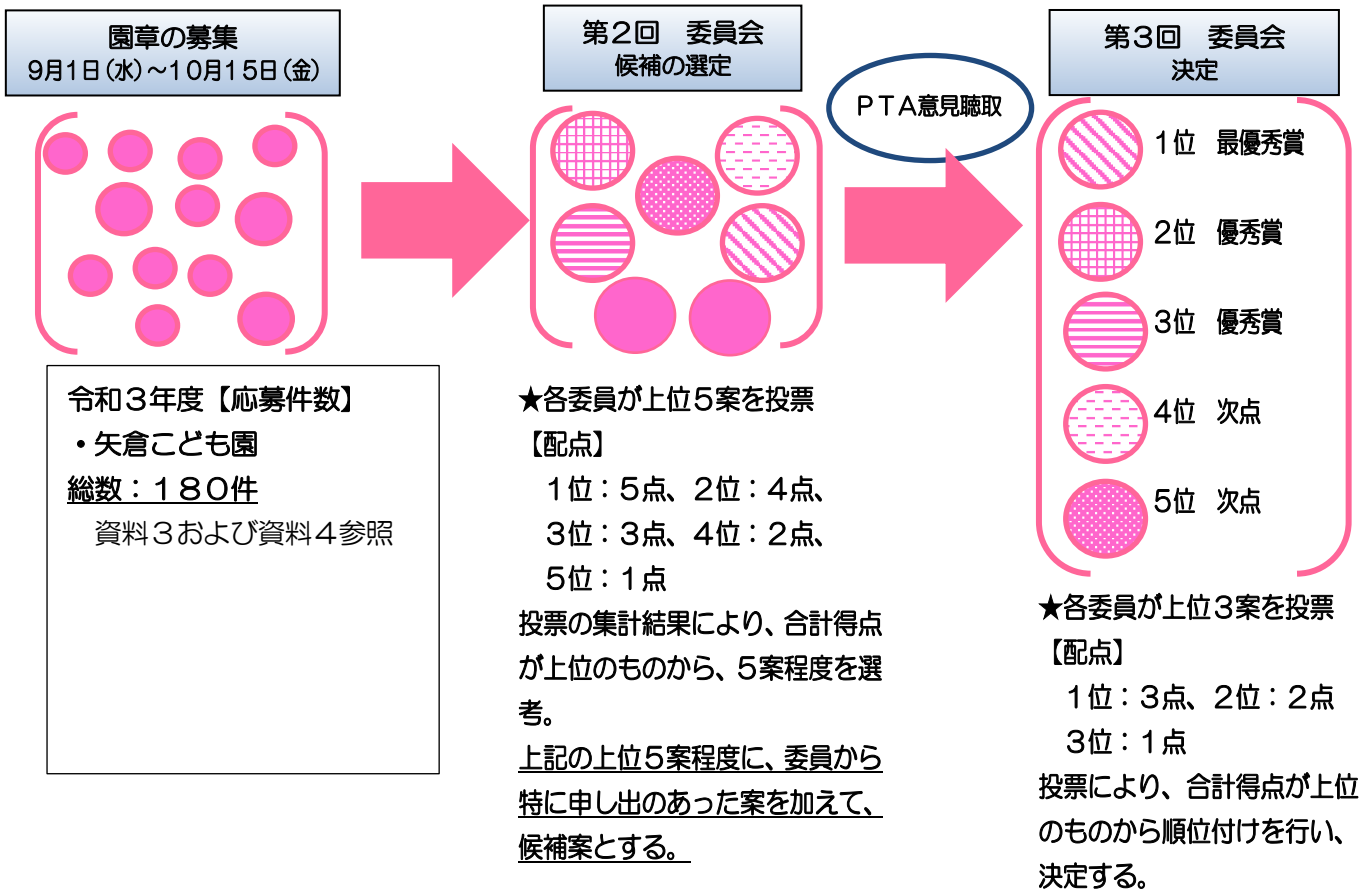 園章の募集
9月1日(水)~10月15日(金)
令和3年度【応募件数】
・矢倉こども園
総数:180件
資料3および資料4参照
第2回 委員会
候補の選定
★各委員が上位5案を投票
【配点】
1位:5点、2位:4点、
3位:3点、4位:2点、
5位:1点
投票の集計結果により、合計得点
が上位のものから、5案程度を選
考。
上記の上位5案程度に、委員から
特に申し出のあった案を加えて、
候補案とする。
PTA意見聴取
第3回 委員会
決定
1位 最優秀賞
2位 優秀賞
3位 優秀賞
4位 次点
5位 次点
★各委員が上位3案を投票
【配点】
1位:3点、2位:2点
3位:1点
投票により、合計得点が上位
のものから順位付けを行い、
決定する。